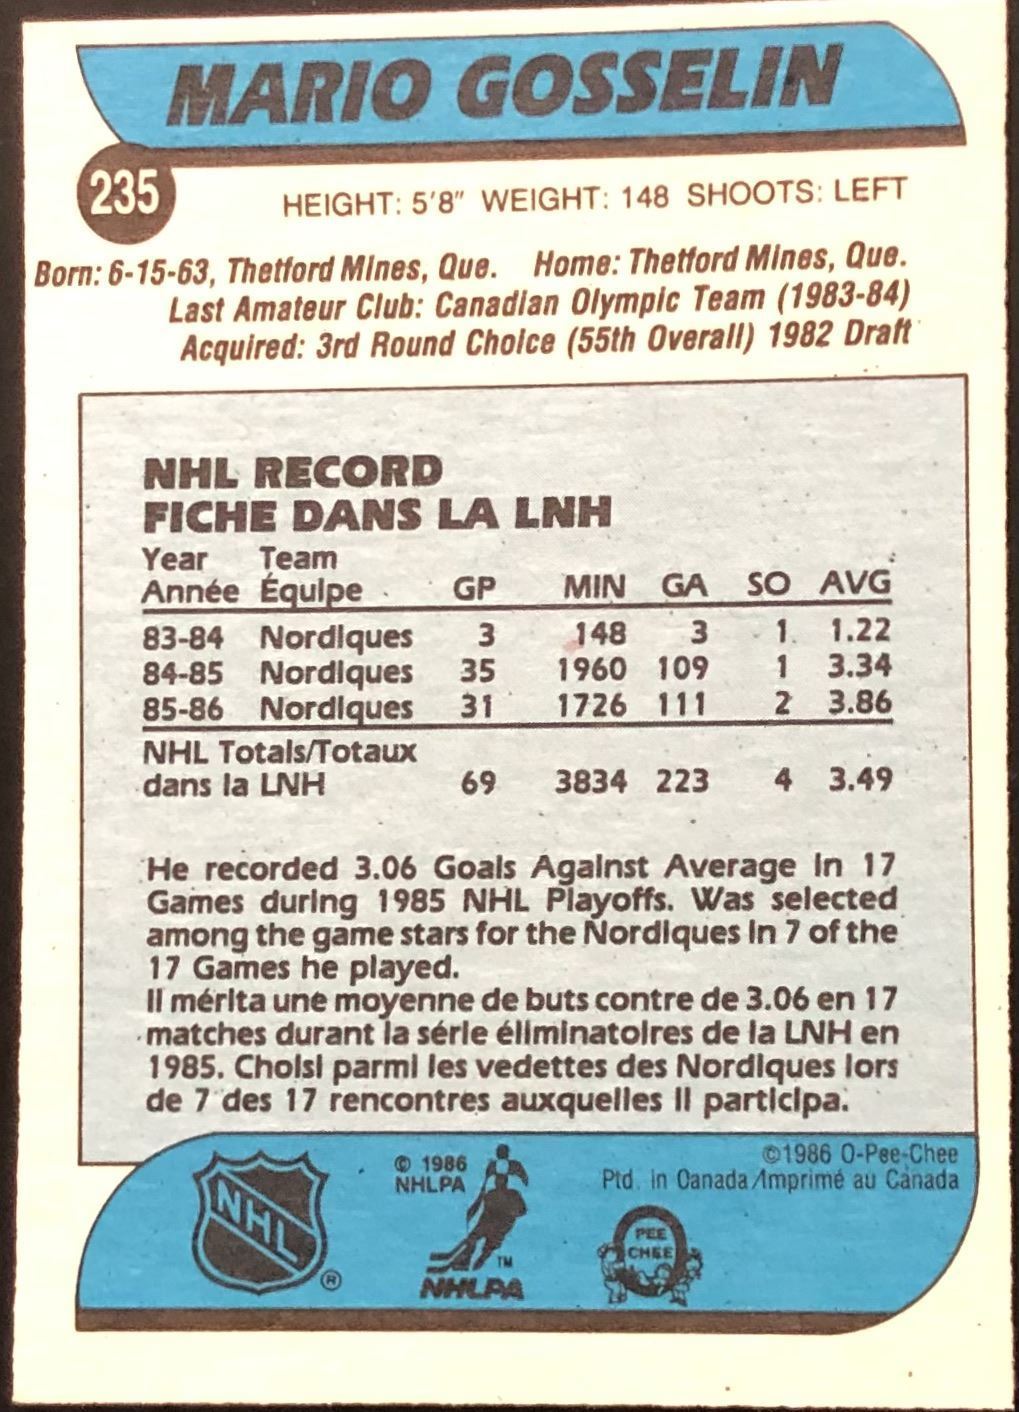 MARIO GOSSELIN
235
HEIGHT: 5'8" WEIGHT: 148 SHOOTS: LEFT
Born: 6-15-63, Thetford Mines, Que. Home: Thetford Mines, Que.
Last Amateur Club: Canadian Olympic Team (1983-84)
Acquired: 3rd Round Choice (55th Overall) 1982 Draft
NHL RECORD
FICHE DANS LA LNH
Year Team
Année Équipe GP MIN GA SO AVG
83-84 Nordiques 3 148 3 1 1.22
84-85 Nordiques 35 1960 109 1 3.34
85-86 Nordiques 31 1726 111 2 3.86
NHL Totals/Totaux
dans la LNH 69 3834 223 4 3.49
He recorded 3.06 Goals Against Average in 17
Games during 1985 NHL Playoffs. Was selected
among the game stars for the Nordiques in 7 of the
17 Games he played.
Il mérita une moyenne de buts contre de 3.06 en 17
matches durant la série éliminatoires de la LNH en
1985. Choisi parmi les vedettes des Nordiques lors
de 7 des 17 rencontres auxquelles il participa.
©1986 O-Pee-Chee
Ptd. in Canada/Imprimé au Canada
© 1986
NHLPA
NHL
®
TM
NHLPA
O
PEE
CHEE